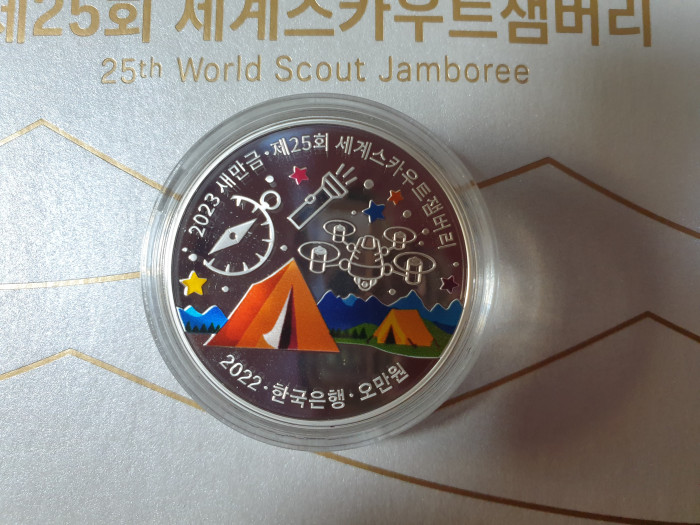 제25회 세계스카우트잼버리
25th World Scout Jamboree
2023 새만금·제25회 세계스카우트잼버리
2022·한국은행·오만원